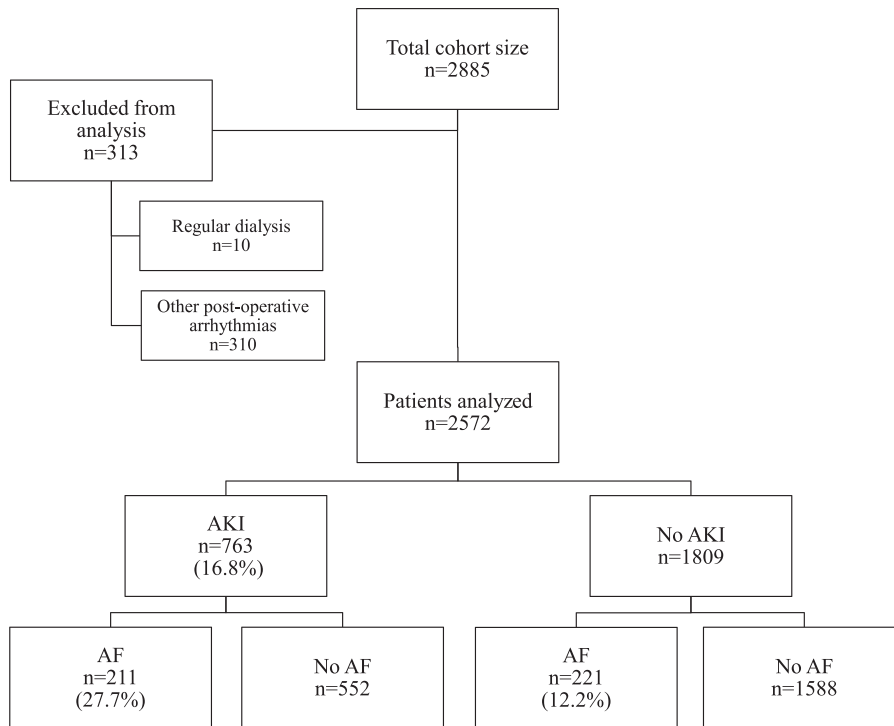 Total cohort size
n=2885
Excluded from
analysis
n=313
Regular dialysis
n=10
Other post-operative
arrhythmias
n=310
Patients analyzed
n=2572
AKI
n=763
(16.8%)
No AKI
n=1809
AF
n=211
(27.7%)
No AF
n=552
AF
n=221
(12.2%)
No AF
n=1588